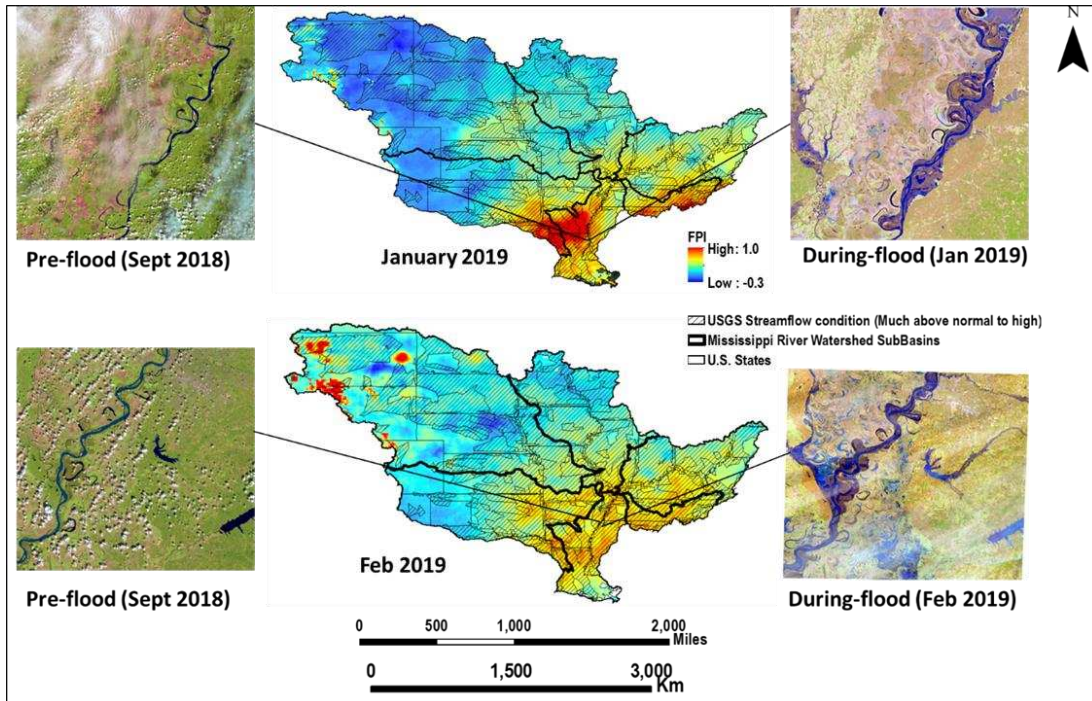 N
Pre-flood (Sept 2018)
January 2019
FPI
High: 1.0
Low : -0.3
During-flood (Jan 2019)
USGS Streamflow condition (Much above normal to high)
Mississippi River Watershed SubBasins
U.S. States
Feb 2019
Pre-flood (Sept 2018)
During-flood (Feb 2019)
0 500 1,000 2,000
Miles
0 1,500 3,000
Km